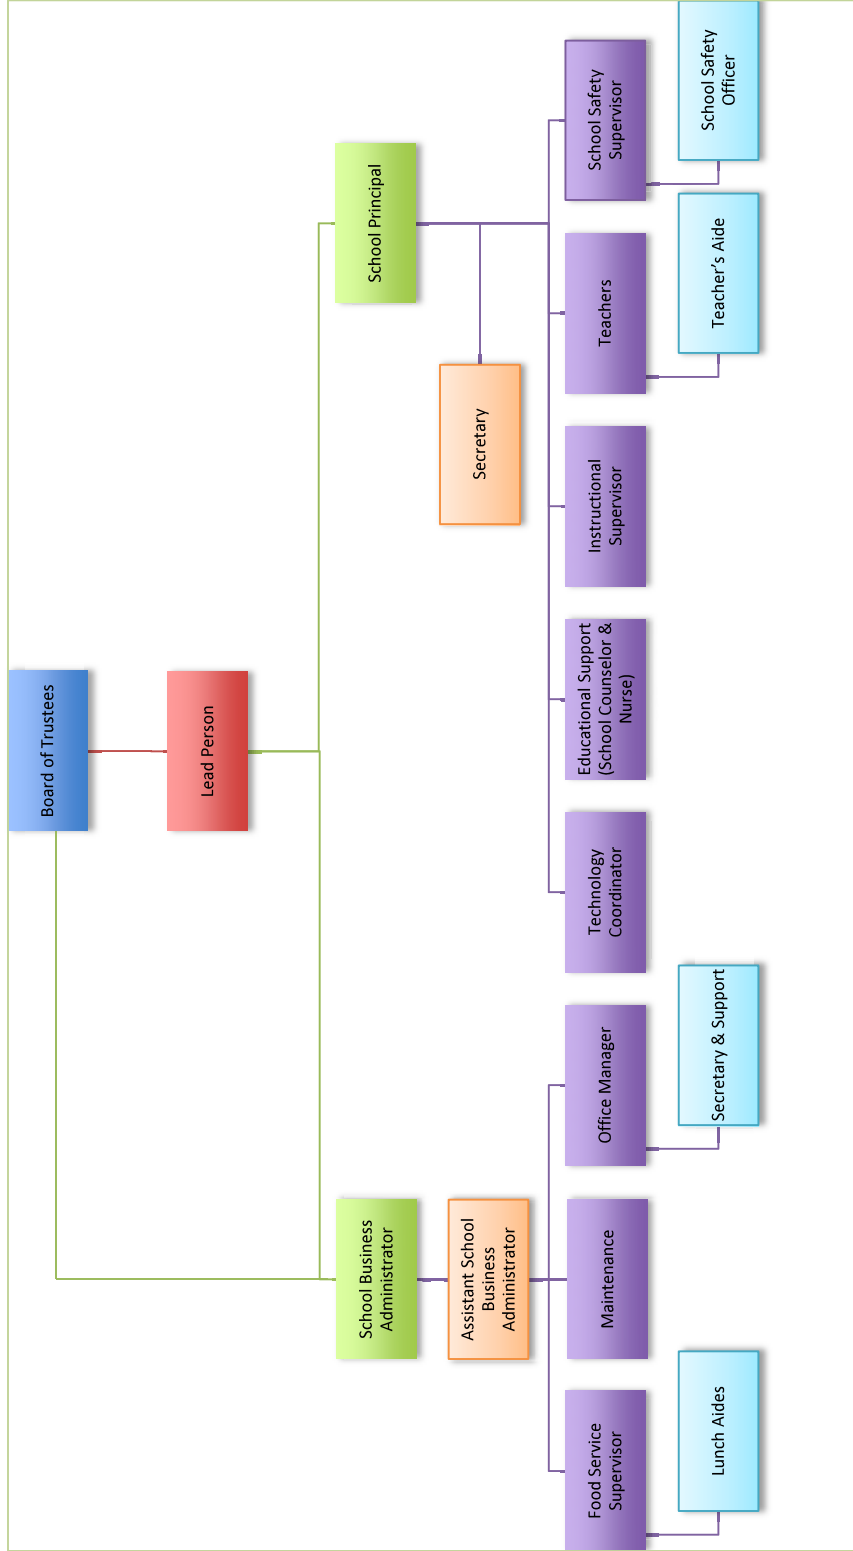 Board of Trustees
Lead Person
School Business
Administrator
School Principal
Assistant School
Business
Administrator
Secretary
Food Service
Supervisor
Maintenance
Office Manager
Technology
Coordinator
Educational Support
(School Counselor &
Nurse)
Instructional
Supervisor
Teachers
School Safety
Supervisor
Lunch Aides
Secretary & Support
Teacher's Aide
School Safety
Officer